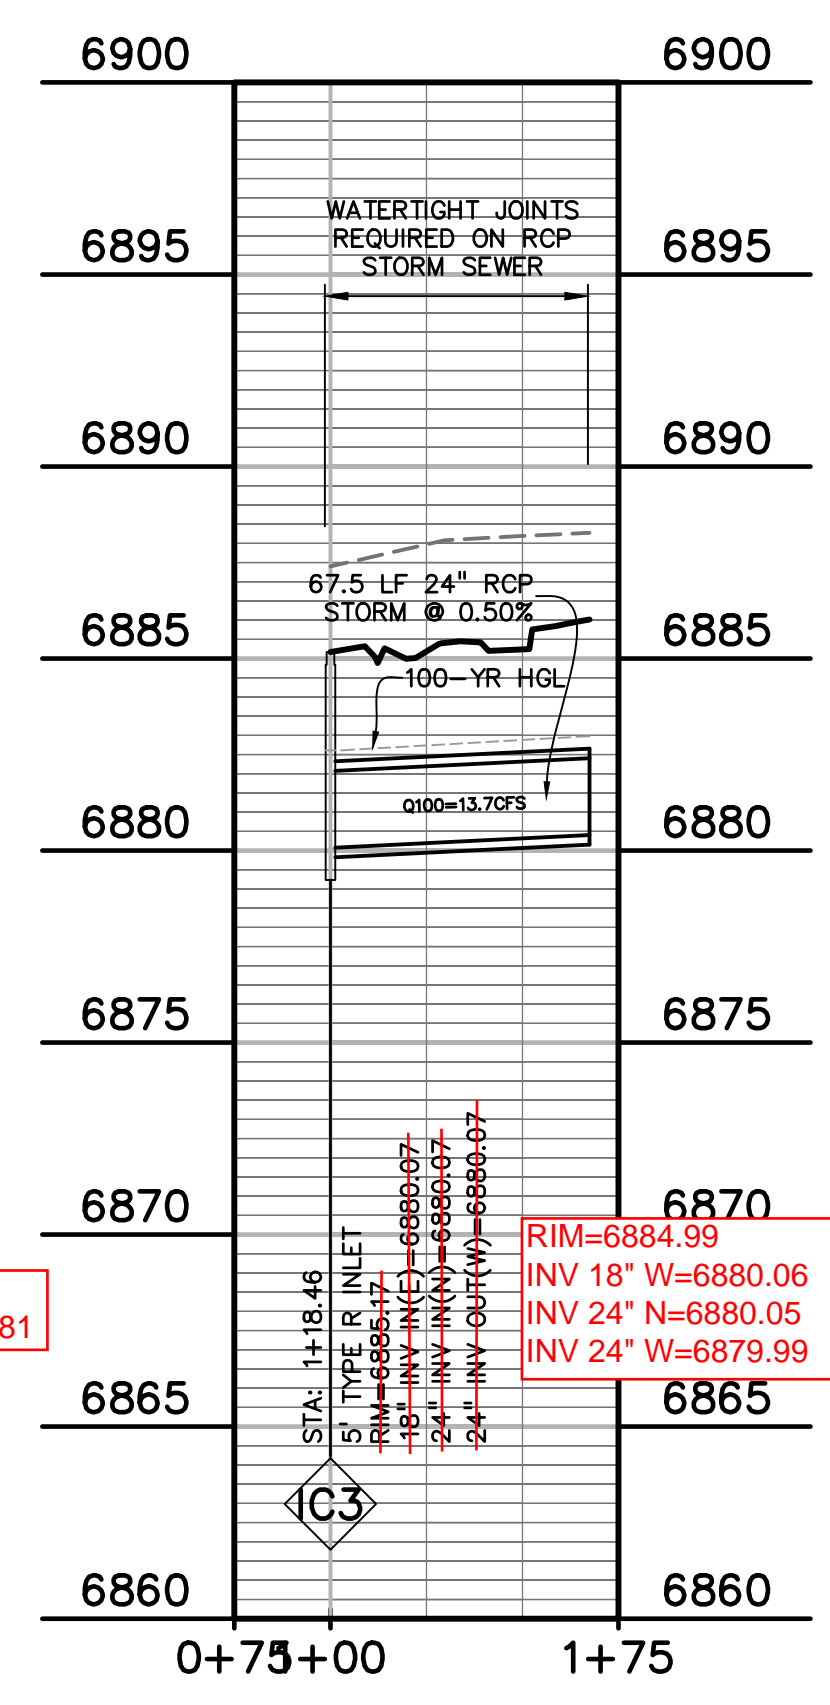 6900 6900
WATERTIGHT JOINTS
REQUIRED ON RCP
STORM SEWER
6895 6895
6890 6890
67.5 LF 24" RCP
STORM @ 0.50%
6885 6885
100-YR HGL
Q100=13.7CFS
6880 6880
6875 6875
6870 6870
STA: 1+18.46
5' TYPE R INLET
RIM=6885.17
18" INV IN(E)=6880.07
24" INV IN(N)=6880.07
24" INV OUT(W)=6880.07
RIM=6884.99
INV 18" W=6880.06
INV 24" N=6880.05
INV 24" W=6879.99
81
6865 6865
IC3
6860 6860
0+75 1+00 1+75